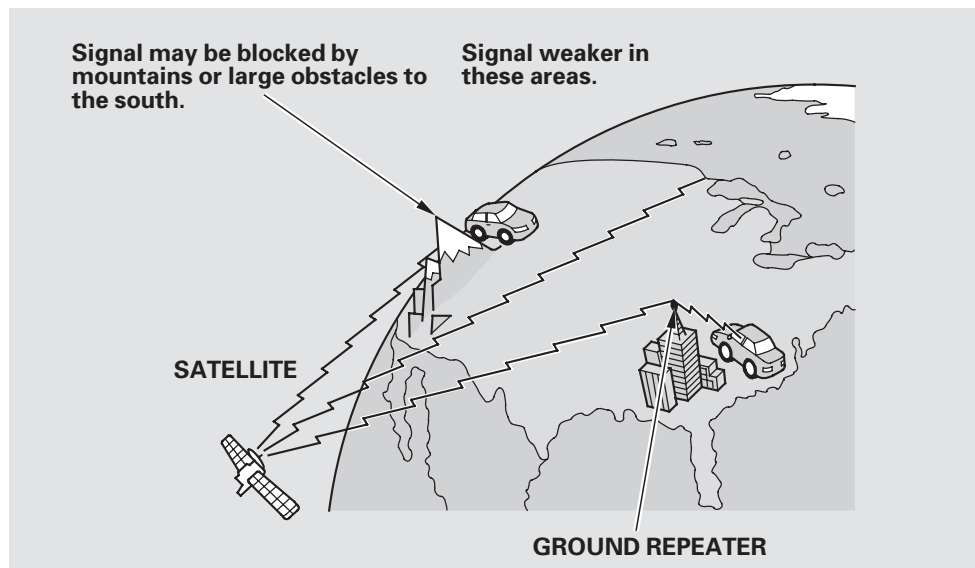 Signal may be blocked by
mountains or large obstacles to
the south.
Signal weaker in
these areas.
SATELLITE
GROUND REPEATER